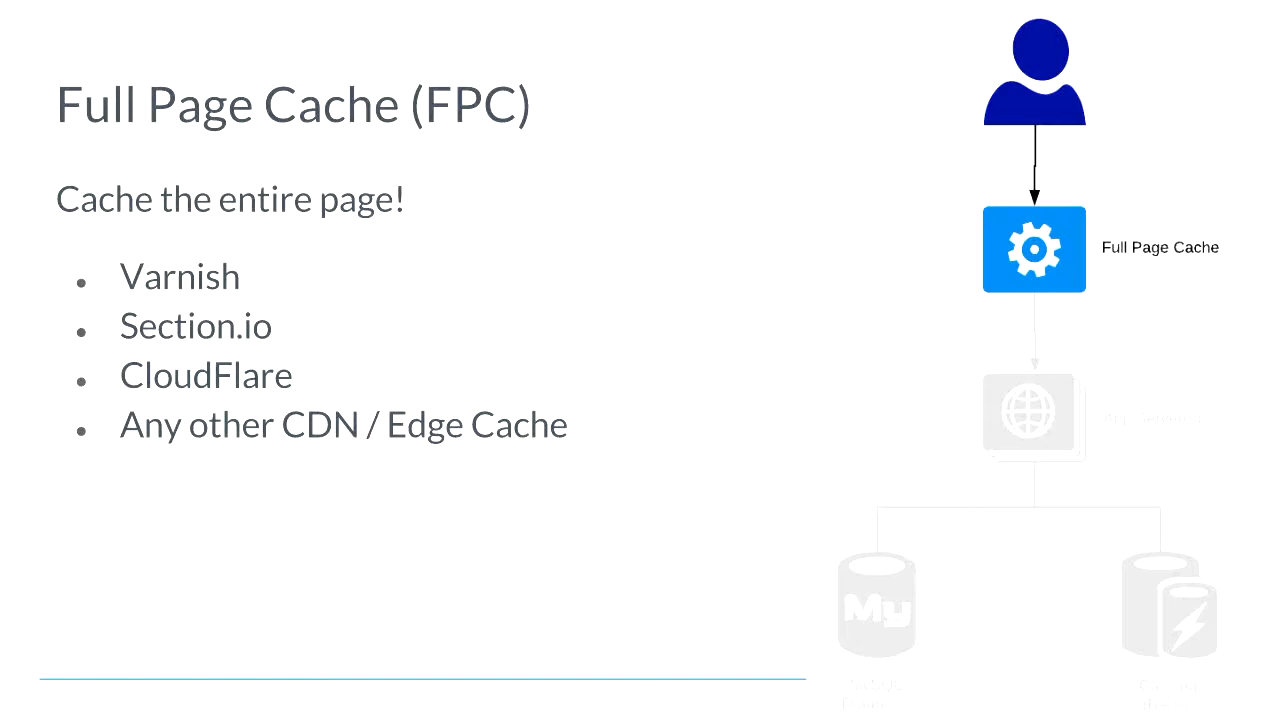 Full Page Cache (FPC)
Cache the entire page!
• Varnish
• Section.io
• CloudFlare
• Any other CDN / Edge Cache
Full Page Cache
My